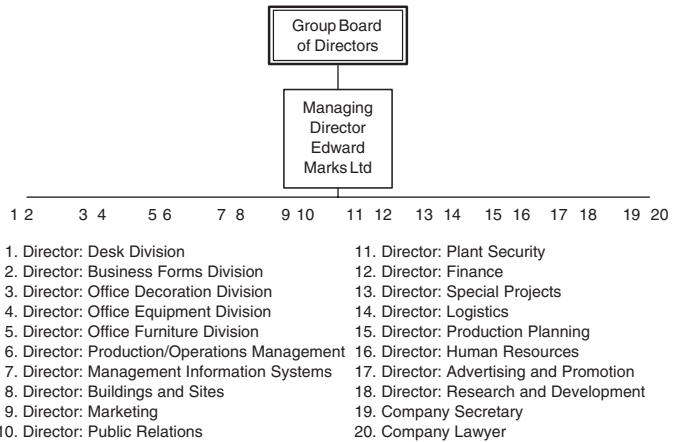 Group Board
of Directors
Managing
Director
Edward
Marks Ltd
1 2 3 4 5 6 7 8 9 10 11 12 13 14 15 16 17 18 19 20
1. Director: Desk Division
2. Director: Business Forms Division
3. Director: Office Decoration Division
4. Director: Office Equipment Division
5. Director: Office Furniture Division
6. Director: Production/Operations Management
7. Director: Management Information Systems
8. Director: Buildings and Sites
9. Director: Marketing
10. Director: Public Relations
11. Director: Plant Security
12. Director: Finance
13. Director: Special Projects
14. Director: Logistics
15. Director: Production Planning
16. Director: Human Resources
17. Director: Advertising and Promotion
18. Director: Research and Development
19. Company Secretary
20. Company Lawyer